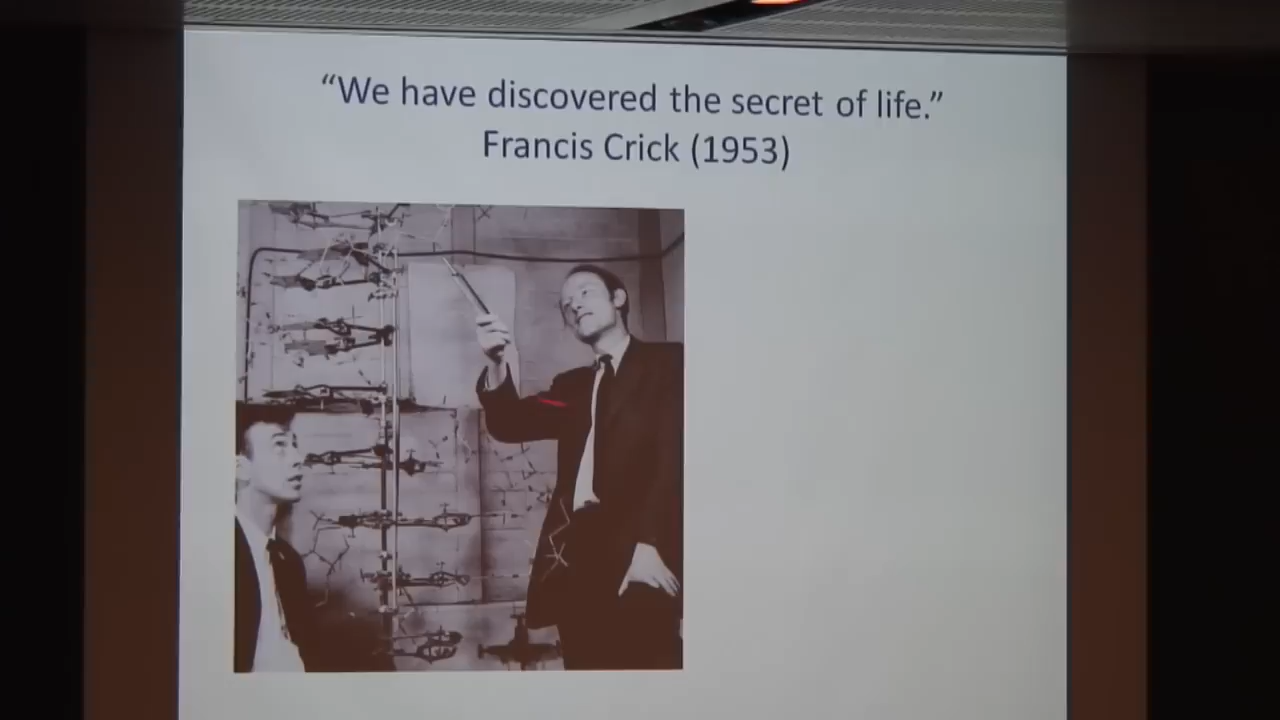 “We have discovered the secret of life.”
Francis Crick (1953)